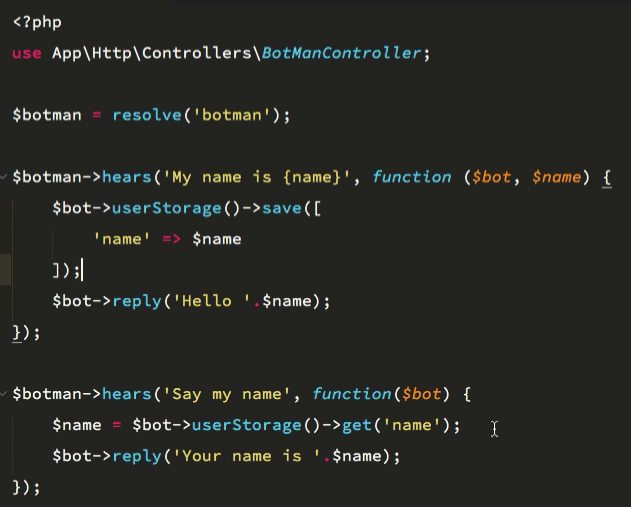 <?php
use App\Http\Controllers\BotManController;
$botman = resolve('botman');
$botman->hears('My name is {name}', function ($bot, $name) {
$bot->userStorage()->save([
'name' => $name
]);
$bot->reply('Hello '.$name);
});
$botman->hears('Say my name', function($bot) {
$name = $bot->userStorage()->get('name');
$bot->reply('Your name is '.$name);
});